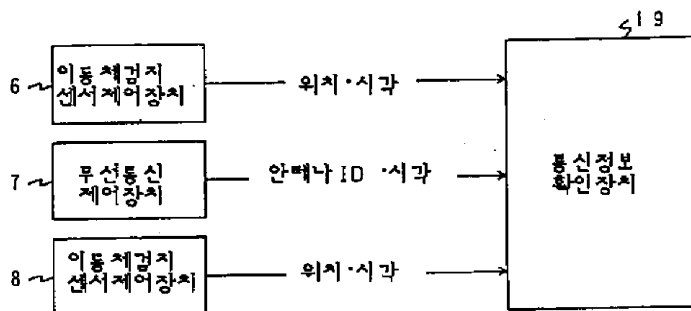 19
6
이동체검지
센서제어장치
위치·시각
7
무선통신
제어장치
안테나ID·시각
통신정보
확인장치
8
이동체검지
센서제어장치
위치·시각